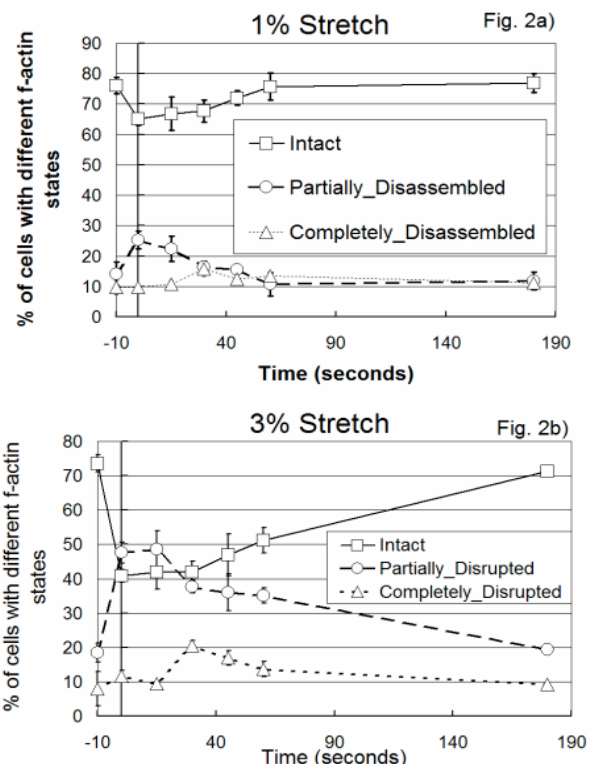 1% Stretch
Fig. 2a)
% of cells with different f-actin
states
90
80
70
60
50
40
30
20
10
0
Intact
Partially_Disassembled
Completely_Disassembled
-10 40 90 140 190
Time (seconds)
3% Stretch
Fig. 2b)
% of cells with different f-actin
states
80
70
60
50
40
30
20
10
0
Intact
Partially_Disrupted
Completely_Disrupted
-10 40 90 140 190
Time (seconds)